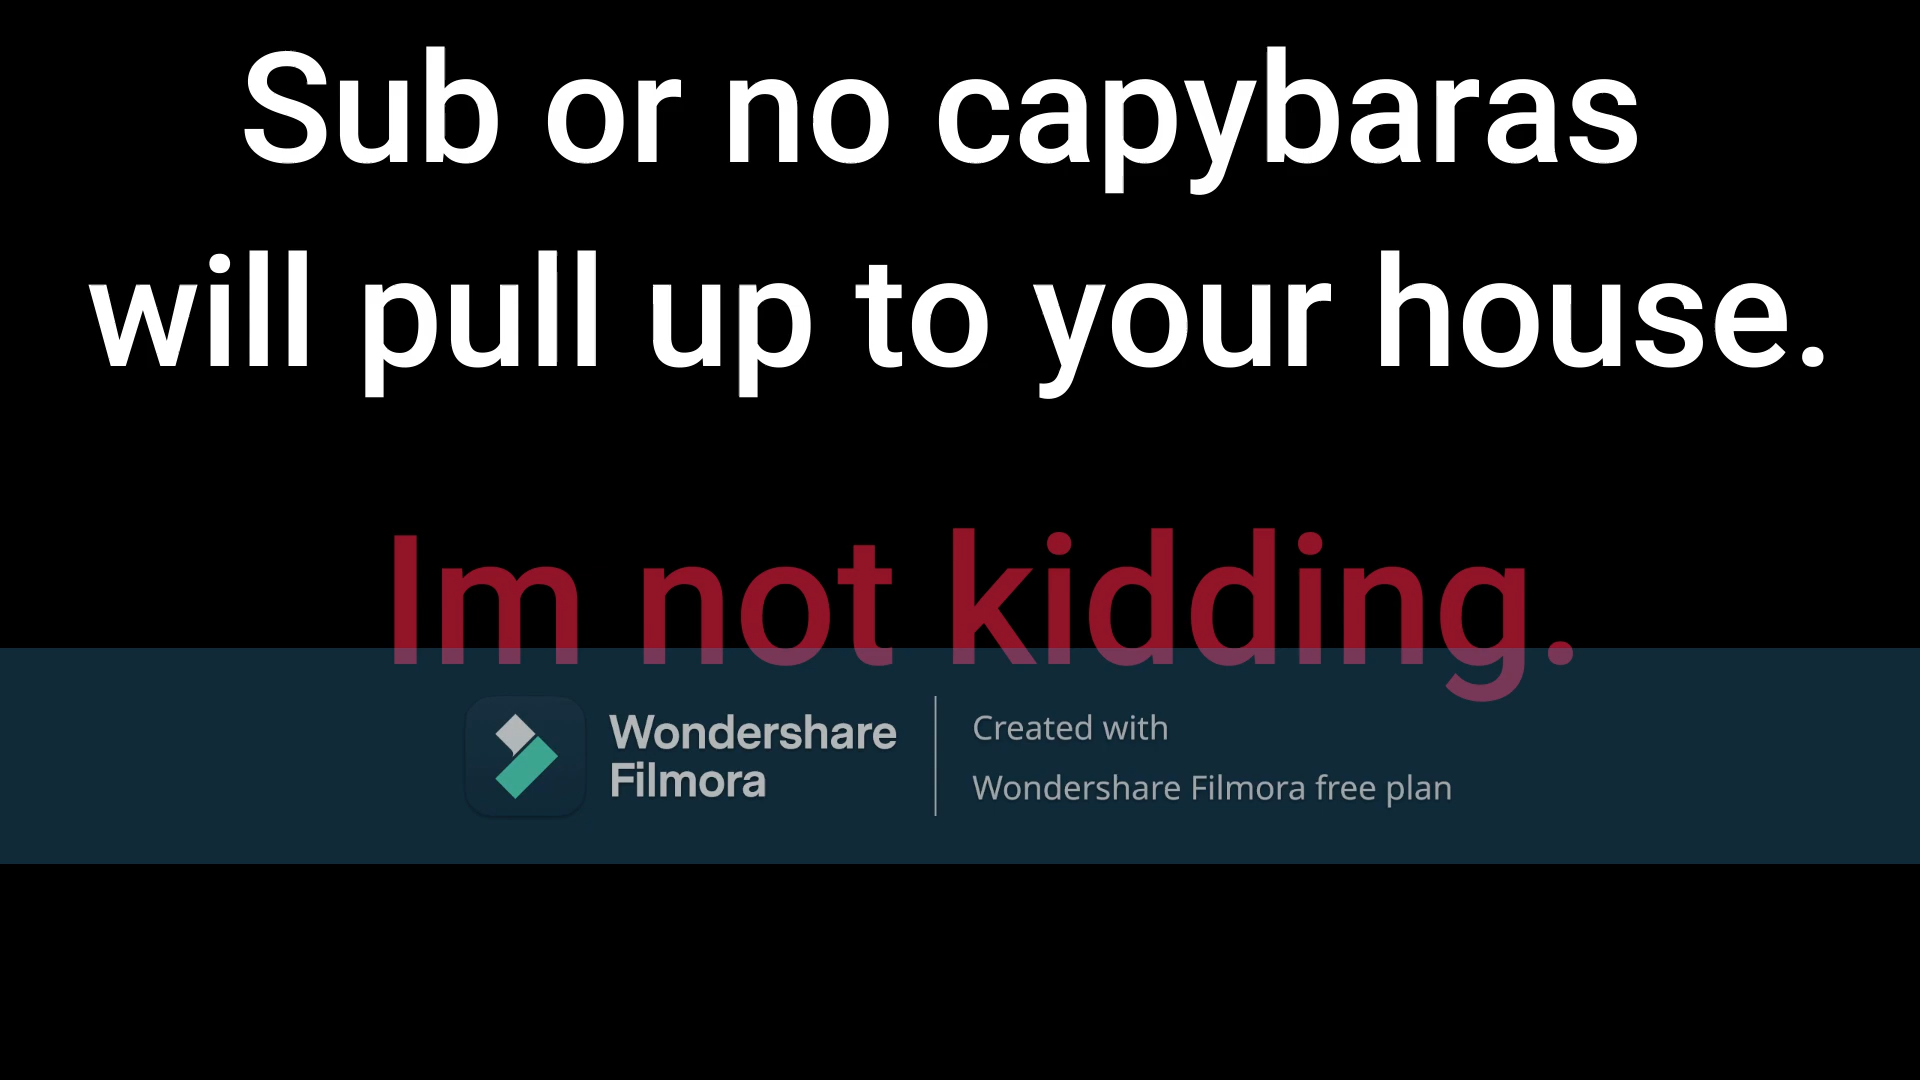 Sub or no capybaras
will pull up to your house.
Im not kidding.
Wondershare
Filmora
Created with
Wondershare Filmora free plan